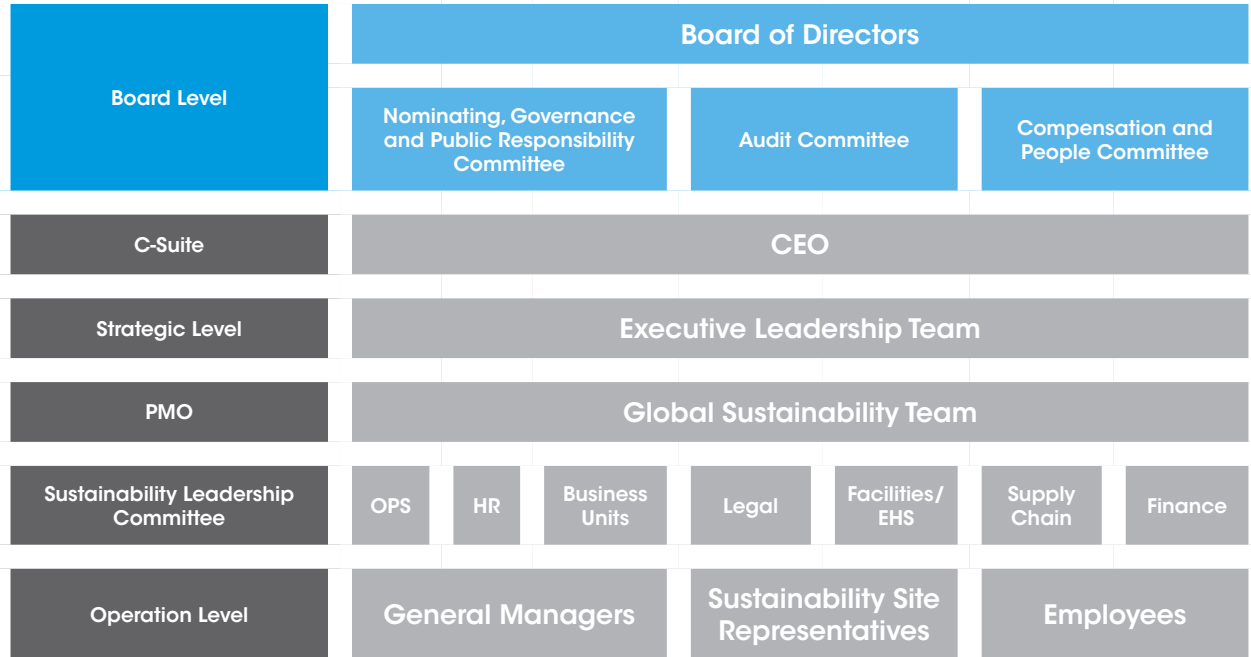 Board Level
Board of Directors
Nominating, Governance
and Public Responsibility
Committee
Audit Committee
Compensation and
People Committee
C-Suite
CEO
Strategic Level
Executive Leadership Team
PMO
Global Sustainability Team
Sustainability Leadership
Committee
OPS
HR
Business
Units
Legal
Facilities/
EHS
Supply
Chain
Finance
Operation Level
General Managers
Sustainability Site
Representatives
Employees